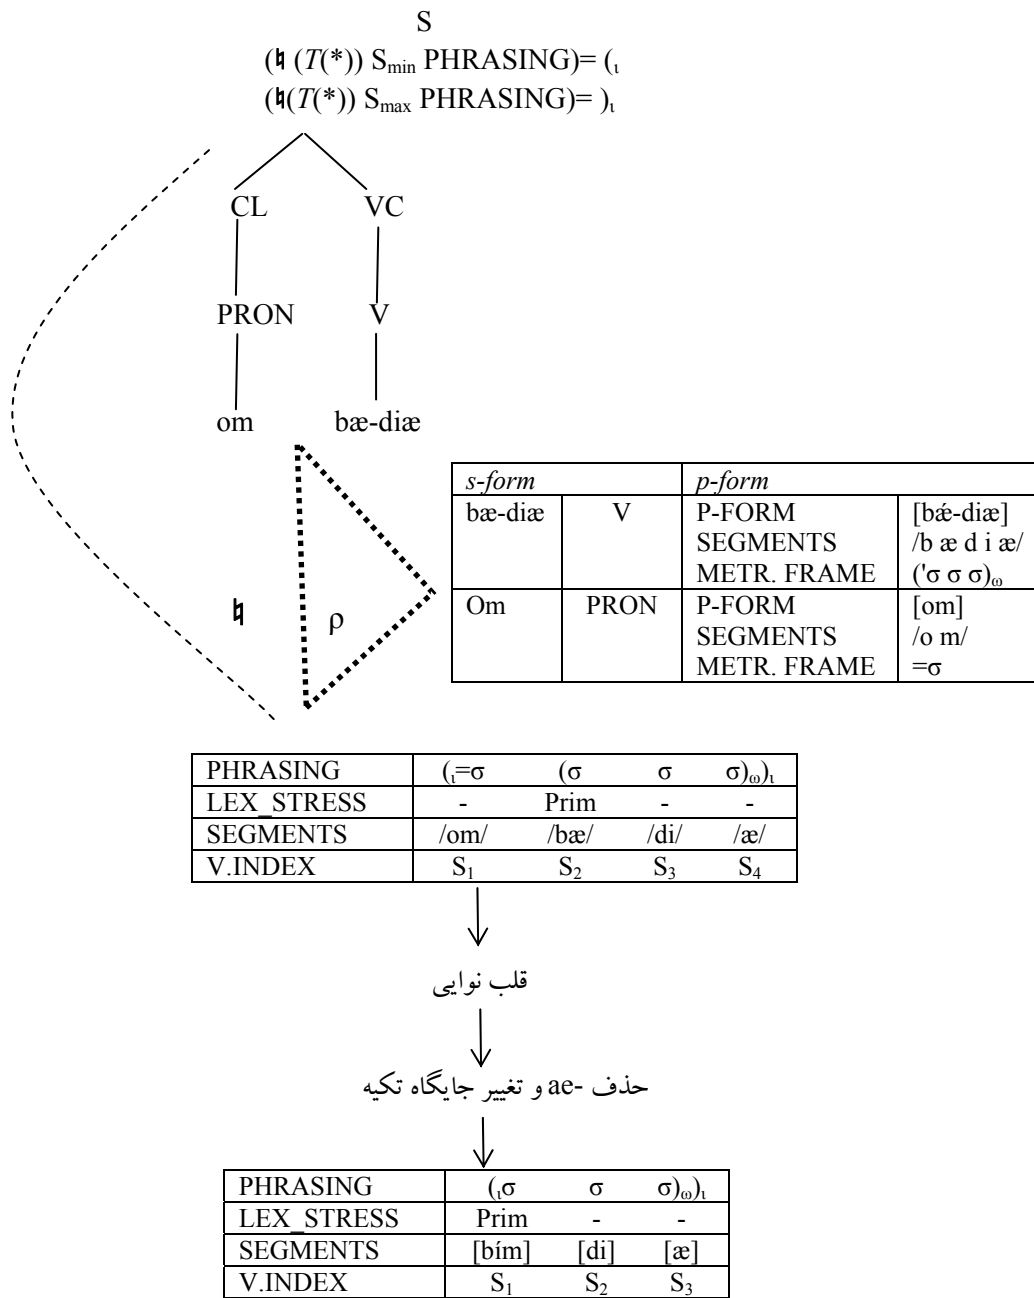 S
(♮ (T(*)) Smin PHRASING)= (ι
(♮(T(*)) Smax PHRASING)= )ι
CL VC
PRON V
om bæ-diæ
s-form p-form
bæ-diæ V P-FORM [bǽ-diæ]
SEGMENTS /b æ d i æ/
METR. FRAME ('σ σ σ)ω
Om PRON P-FORM [om]
SEGMENTS /o m/
METR. FRAME =σ
♮ ρ
PHRASING (ι=σ (σ σ σ)ω)ι
LEX_STRESS - Prim - -
SEGMENTS /om/ /bæ/ /di/ /æ/
V.INDEX S1 S2 S3 S4
قلب نوایی
حذف -ae و تغییر جایگاه تکیه
PHRASING (ισ σ σ)ω)ι
LEX_STRESS Prim - -
SEGMENTS [bím] [di] [æ]
V.INDEX S1 S2 S3